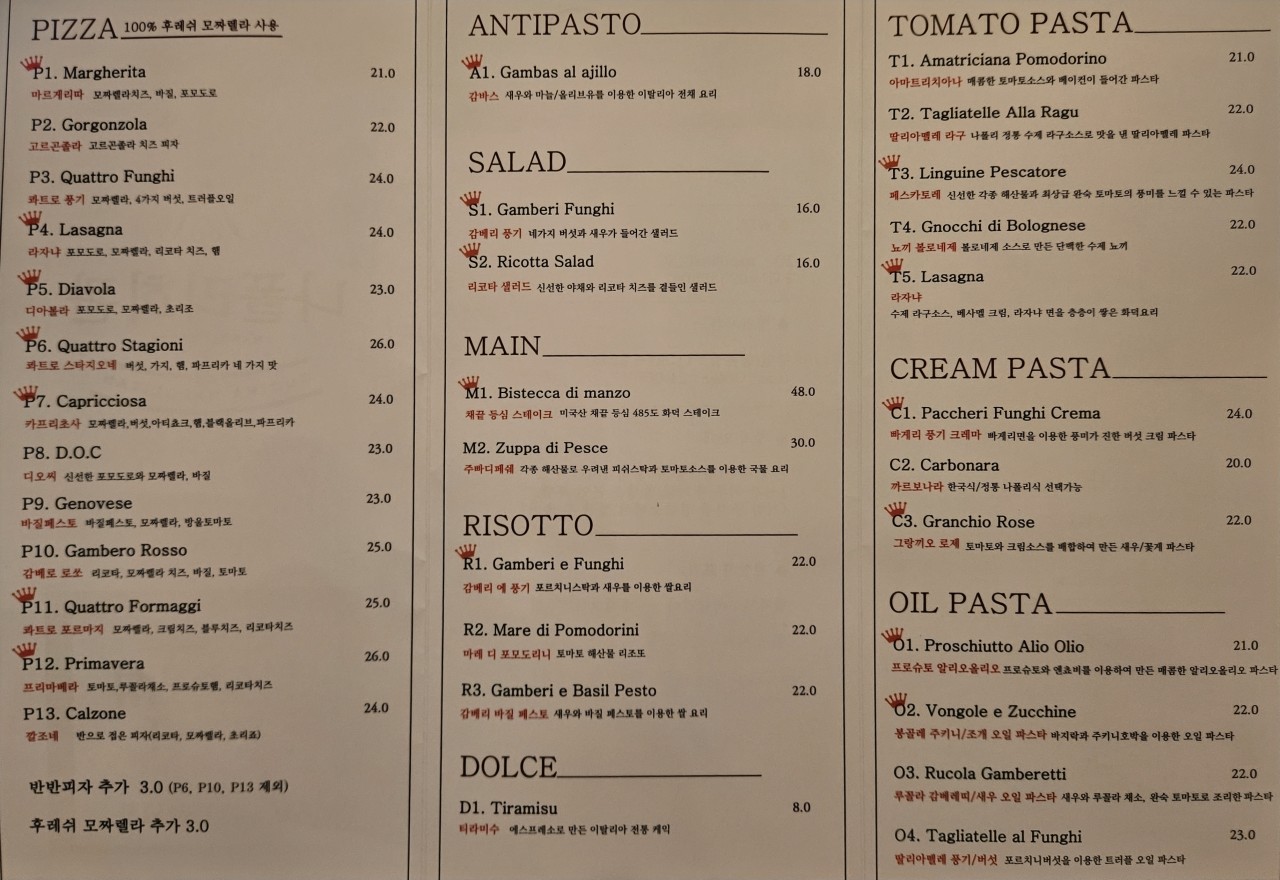 PIZZA 100% 후레쉬 모짜렐라 사용
P1. Margherita 21.0
마르게리따 모짜렐라치즈, 바질, 포모도로
P2. Gorgonzola 22.0
고르곤졸라 고르곤졸라 치즈 피자
P3. Quattro Funghi 24.0
콰트로 풍기 모짜렐라, 4가지 버섯, 트러플오일
P4. Lasagna 24.0
라자냐 포모도로, 모짜렐라, 리코타 치즈, 햄
P5. Diavola 23.0
디아볼라 포모도로, 모짜렐라, 초리조
P6. Quattro Stagioni 26.0
콰트로 스타지오네 버섯, 가지, 햄, 파프리카 네 가지 맛
P7. Capricciosa 24.0
카프리초사 모짜렐라,버섯,아티쵸크,햄,블랙올리브,파프리카
P8. D.O.C 23.0
디오씨 신선한 포모도로와 모짜렐라, 바질
P9. Genovese 23.0
바질페스토 바질페스토, 모짜렐라, 방울토마토
P10. Gambero Rosso 25.0
감베로 로쏘 리코타, 모짜렐라 치즈, 바질, 토마토
P11. Quattro Formaggi 25.0
콰트로 포르마지 모짜렐라, 크림치즈, 블루치즈, 리코타치즈
P12. Primavera 26.0
프리마베라 토마토,루꼴라채소, 프로슈토햄, 리코타치즈
P13. Calzone 24.0
깔조네 반으로 접은 피자(리코타, 모짜렐라, 초리죠)
반반피자 추가 3.0 (P6, P10, P13 제외)
후레쉬 모짜렐라 추가 3.0
ANTIPASTO
A1. Gambas al ajillo 18.0
감바스 새우와 마늘/올리브유를 이용한 이탈리아 전채 요리
SALAD
S1. Gamberi Funghi 16.0
감베리 풍기 네가지 버섯과 새우가 들어간 샐러드
S2. Ricotta Salad 16.0
리코타 샐러드 신선한 야채와 리코타 치즈를 곁들인 샐러드
MAIN
M1. Bistecca di manzo 48.0
채끝 등심 스테이크 미국산 채끝 등심 485도 화덕 스테이크
M2. Zuppa di Pesce 30.0
주빠디페쉐 각종 해산물로 우려낸 피쉬스탁과 토마토소스를 이용한 국물 요리
RISOTTO
R1. Gamberi e Funghi 22.0
감베리 에 풍기 포르치니스탁과 새우를 이용한 쌀요리
R2. Mare di Pomodorini 22.0
마레 디 포모도리니 토마토 해산물 리조또
R3. Gamberi e Basil Pesto 22.0
감베리 바질 페스토 새우와 바질 페스토를 이용한 쌀 요리
DOLCE
D1. Tiramisu 8.0
티라미수 에스프레소로 만든 이탈리아 전통 케익
TOMATO PASTA
T1. Amatriciana Pomodorino 21.0
아마트리치아나 매콤한 토마토소스와 베이컨이 들어간 파스타
T2. Tagliatelle Alla Ragu 22.0
딸리아뗄레 라구 나폴리 정통 수제 라구소스로 맛을 낸 딸리아뗄레 파스타
T3. Linguine Pescatore 24.0
페스카토레 신선한 각종 해산물과 최상급 완숙 토마토의 풍미를 느낄 수 있는 파스타
T4. Gnocchi di Bolognese 22.0
뇨끼 볼로네제 볼로네제 소스로 만든 단백한 수제 뇨끼
T5. Lasagna 22.0
라자냐
수제 라구소스, 베사멜 크림, 라자냐 면을 층층이 쌓은 화덕요리
CREAM PASTA
C1. Paccheri Funghi Crema 24.0
빠게리 풍기 크레마 빠게리면을 이용한 풍미가 진한 버섯 크림 파스타
C2. Carbonara 20.0
까르보나라 한국식/정통 나폴리식 선택가능
C3. Granchio Rose 22.0
그랑끼오 로제 토마토와 크림소스를 배합하여 만든 새우/꽃게 파스타
OIL PASTA
O1. Proschiutto Alio Olio 21.0
프로슈토 알리오올리오 프로슈토와 엔쵸비를 이용하여 만든 매콤한 알리오올리오 파스타
O2. Vongole e Zucchine 22.0
봉골레 주키니/조개 오일 파스타 바지락과 주키니호박을 이용한 오일 파스타
O3. Rucola Gamberetti 22.0
루꼴라 감베레띠/새우 오일 파스타 새우와 루꼴라 채소, 완숙 토마토로 조리한 파스타
O4. Tagliatelle al Funghi 23.0
딸리아뗄레 풍기/버섯 포르치니버섯을 이용한 트러플 오일 파스타